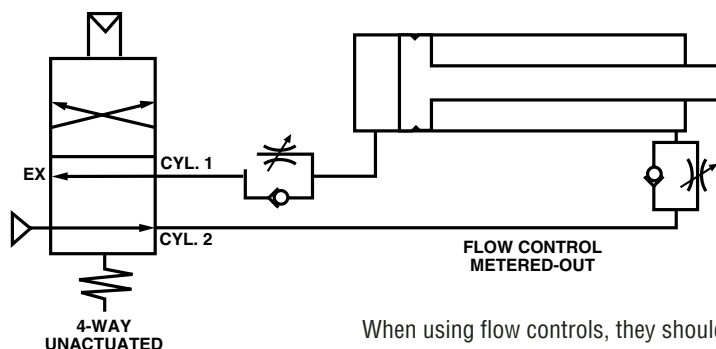 CYL. 1
EX
CYL. 2
FLOW CONTROL
METERED-OUT
4-WAY
UNACTUATED
When using flow controls, they should